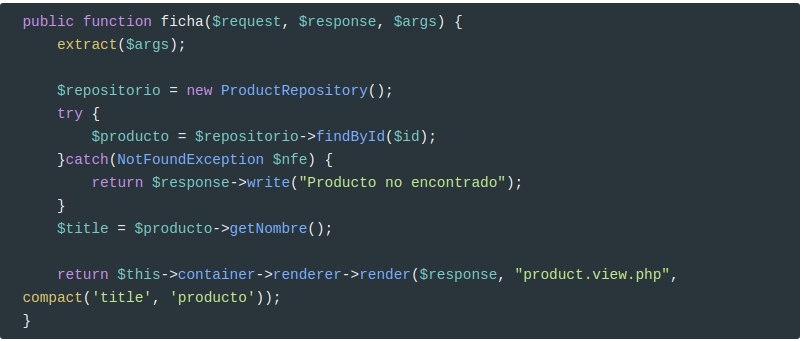 public function ficha($request, $response, $args) {
    extract($args);

    $repositorio = new ProductRepository();
    try {
        $producto = $repositorio->findById($id);
    }catch(NotFoundException $nfe) {
        return $response->write("Producto no encontrado");
    }
    $title = $producto->getNombre();

    return $this->container->renderer->render($response, "product.view.php",
compact('title', 'producto'));
}